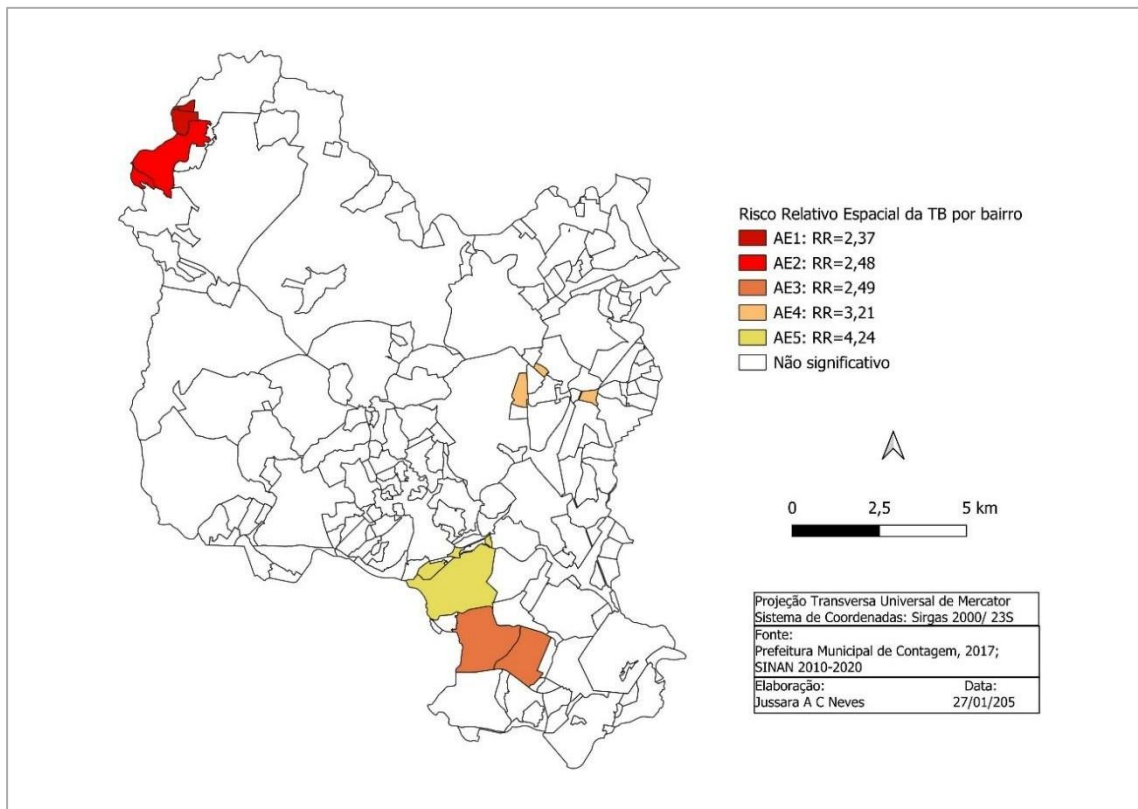 Risco Relativo Espacial da TB por bairro
AE1: RR=2,37
AE2: RR=2,48
AE3: RR=2,49
AE4: RR=3,21
AE5: RR=4,24
Não significativo
0 2,5 5 km
Projeção Transversa Universal de Mercator
Sistema de Coordenadas: Sirgas 2000/ 23S
Fonte:
Prefeitura Municipal de Contagem, 2017;
SINAN 2010-2020
Elaboração: Data:
Jussara A C Neves 27/01/205